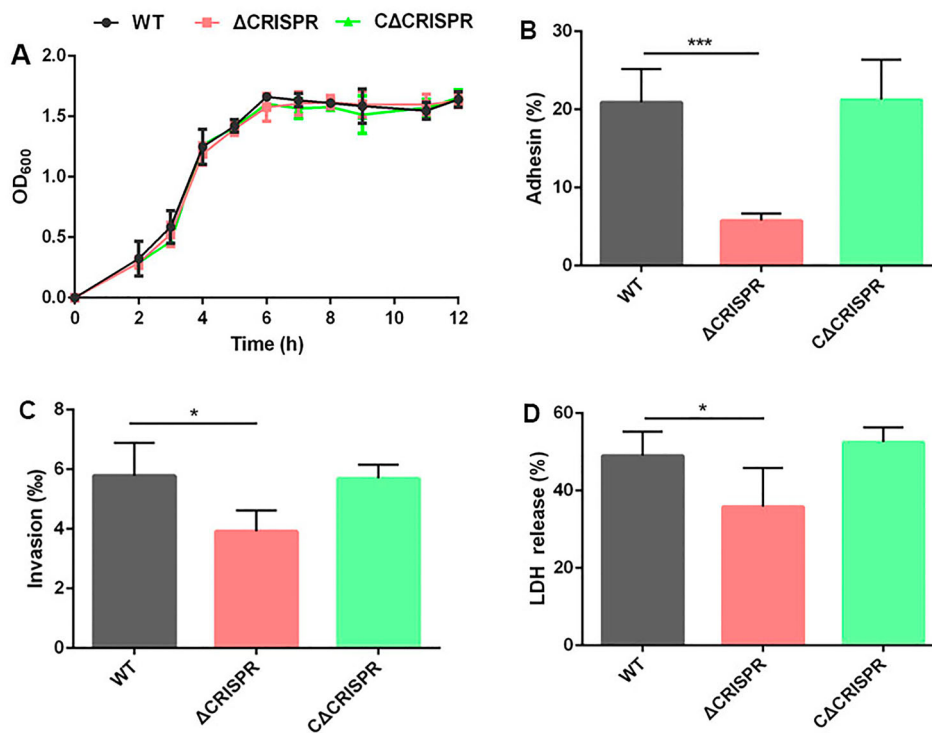 WT ΔCRISPR CΔCRISPR
A
2.0
1.5
1.0
0.5
0.0
OD600
0 2 4 6 8 10 12
Time (h)
B
30
20
10
0
Adhesin (%)
***
WT ΔCRISPR CΔCRISPR
C
8
6
4
2
0
Invasion (‰)
*
WT ΔCRISPR CΔCRISPR
D
60
40
20
0
LDH release (%)
*
WT ΔCRISPR CΔCRISPR